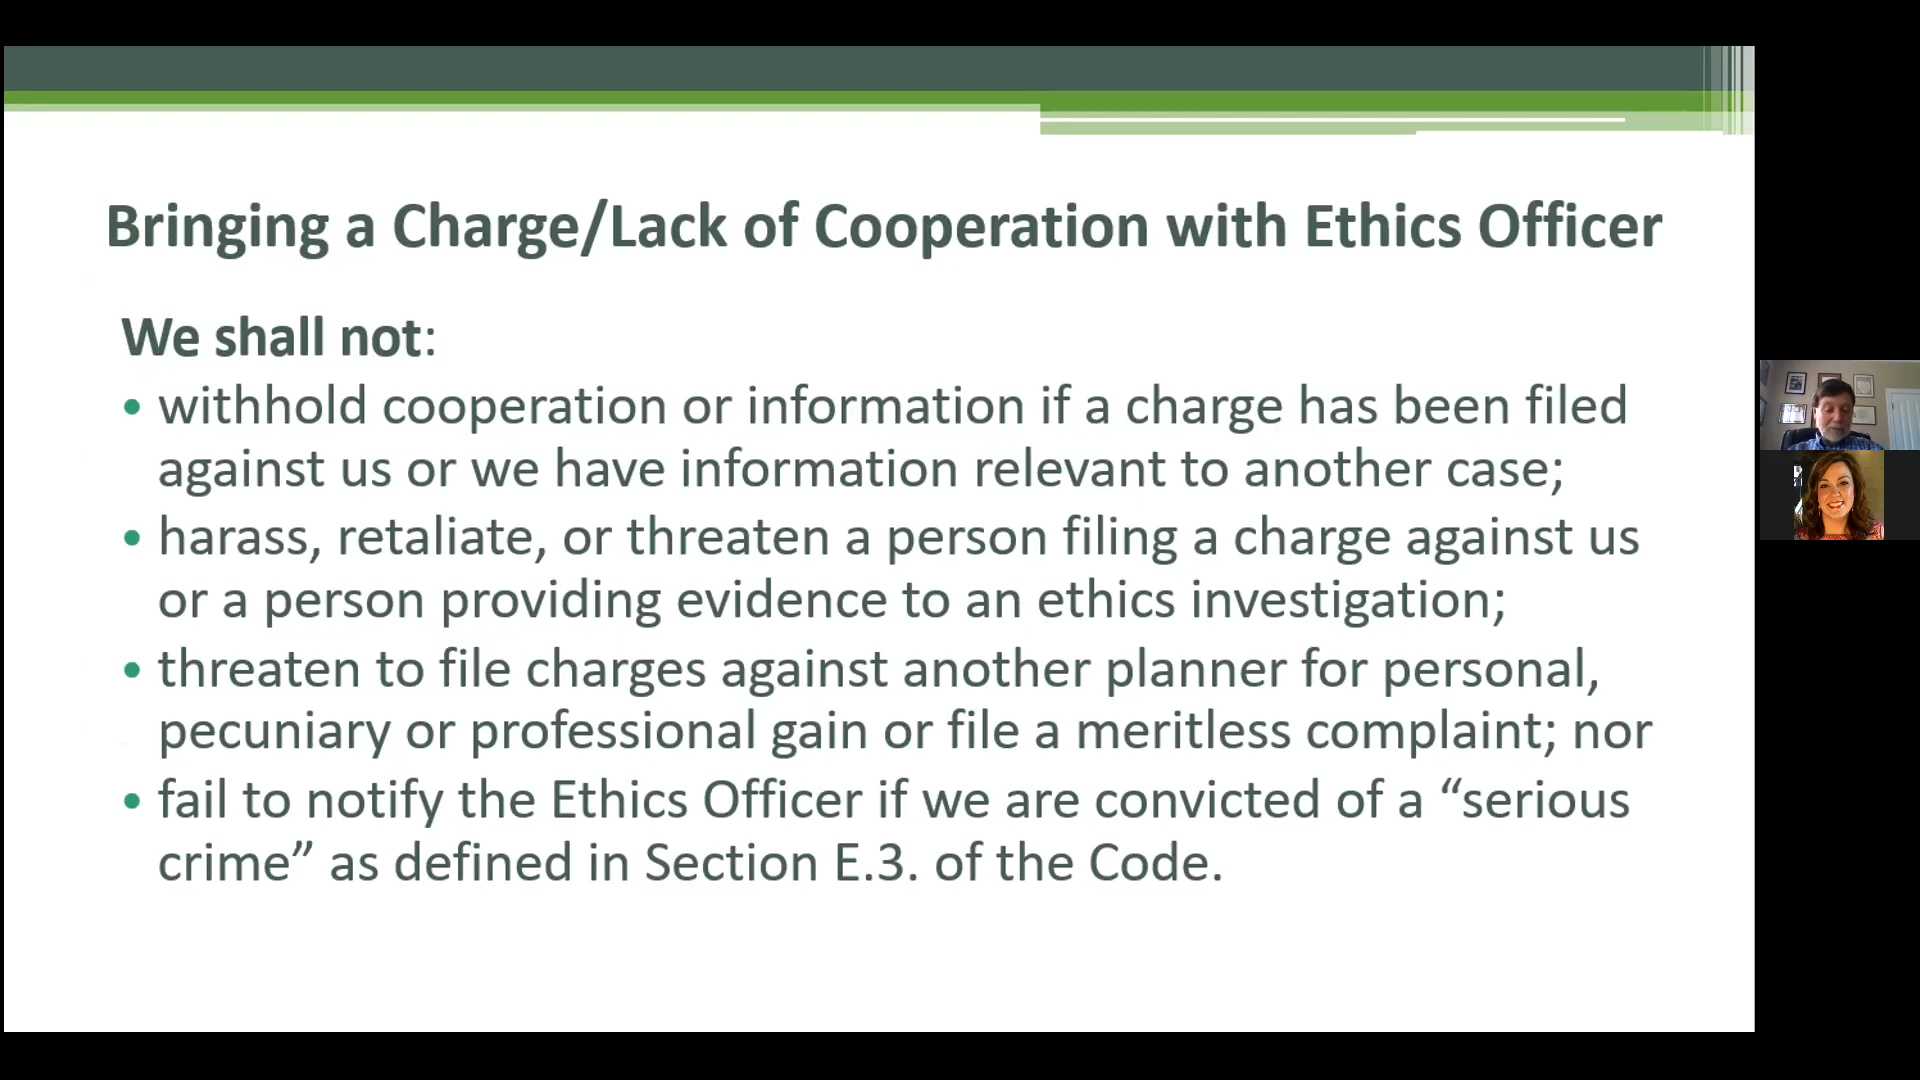 Bringing a Charge/Lack of Cooperation with Ethics Officer
We shall not:
• withhold cooperation or information if a charge has been filed
against us or we have information relevant to another case;
• harass, retaliate, or threaten a person filing a charge against us
or a person providing evidence to an ethics investigation;
• threaten to file charges against another planner for personal,
pecuniary or professional gain or file a meritless complaint; nor
• fail to notify the Ethics Officer if we are convicted of a “serious
crime” as defined in Section E.3. of the Code.